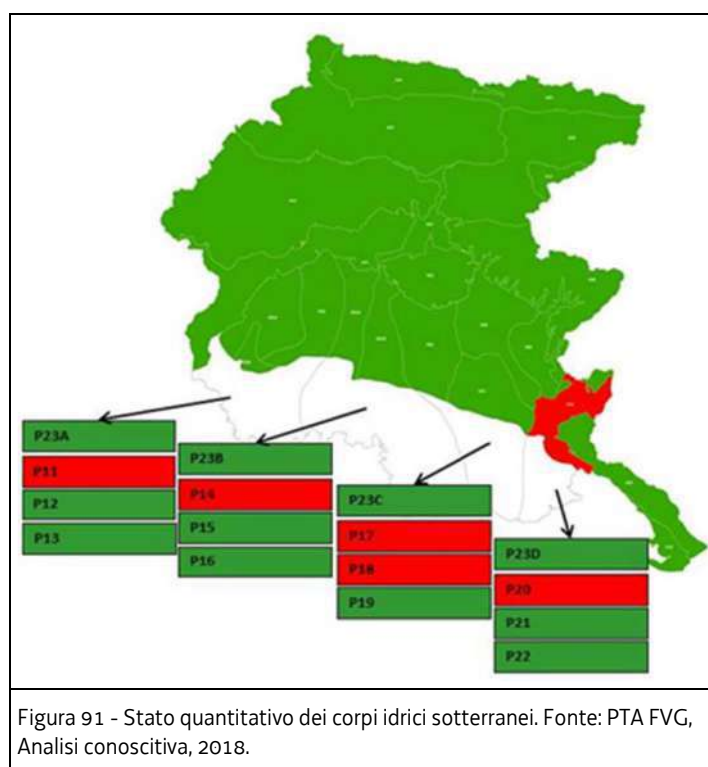 P23A
P11
P12
P13
P23B
P14
P15
P16
P23C
P17
P18
P19
P23D
P20
P21
P22
Figura 91 - Stato quantitativo dei corpi idrici sotterranei. Fonte: PTA FVG,
Analisi conoscitiva, 2018.